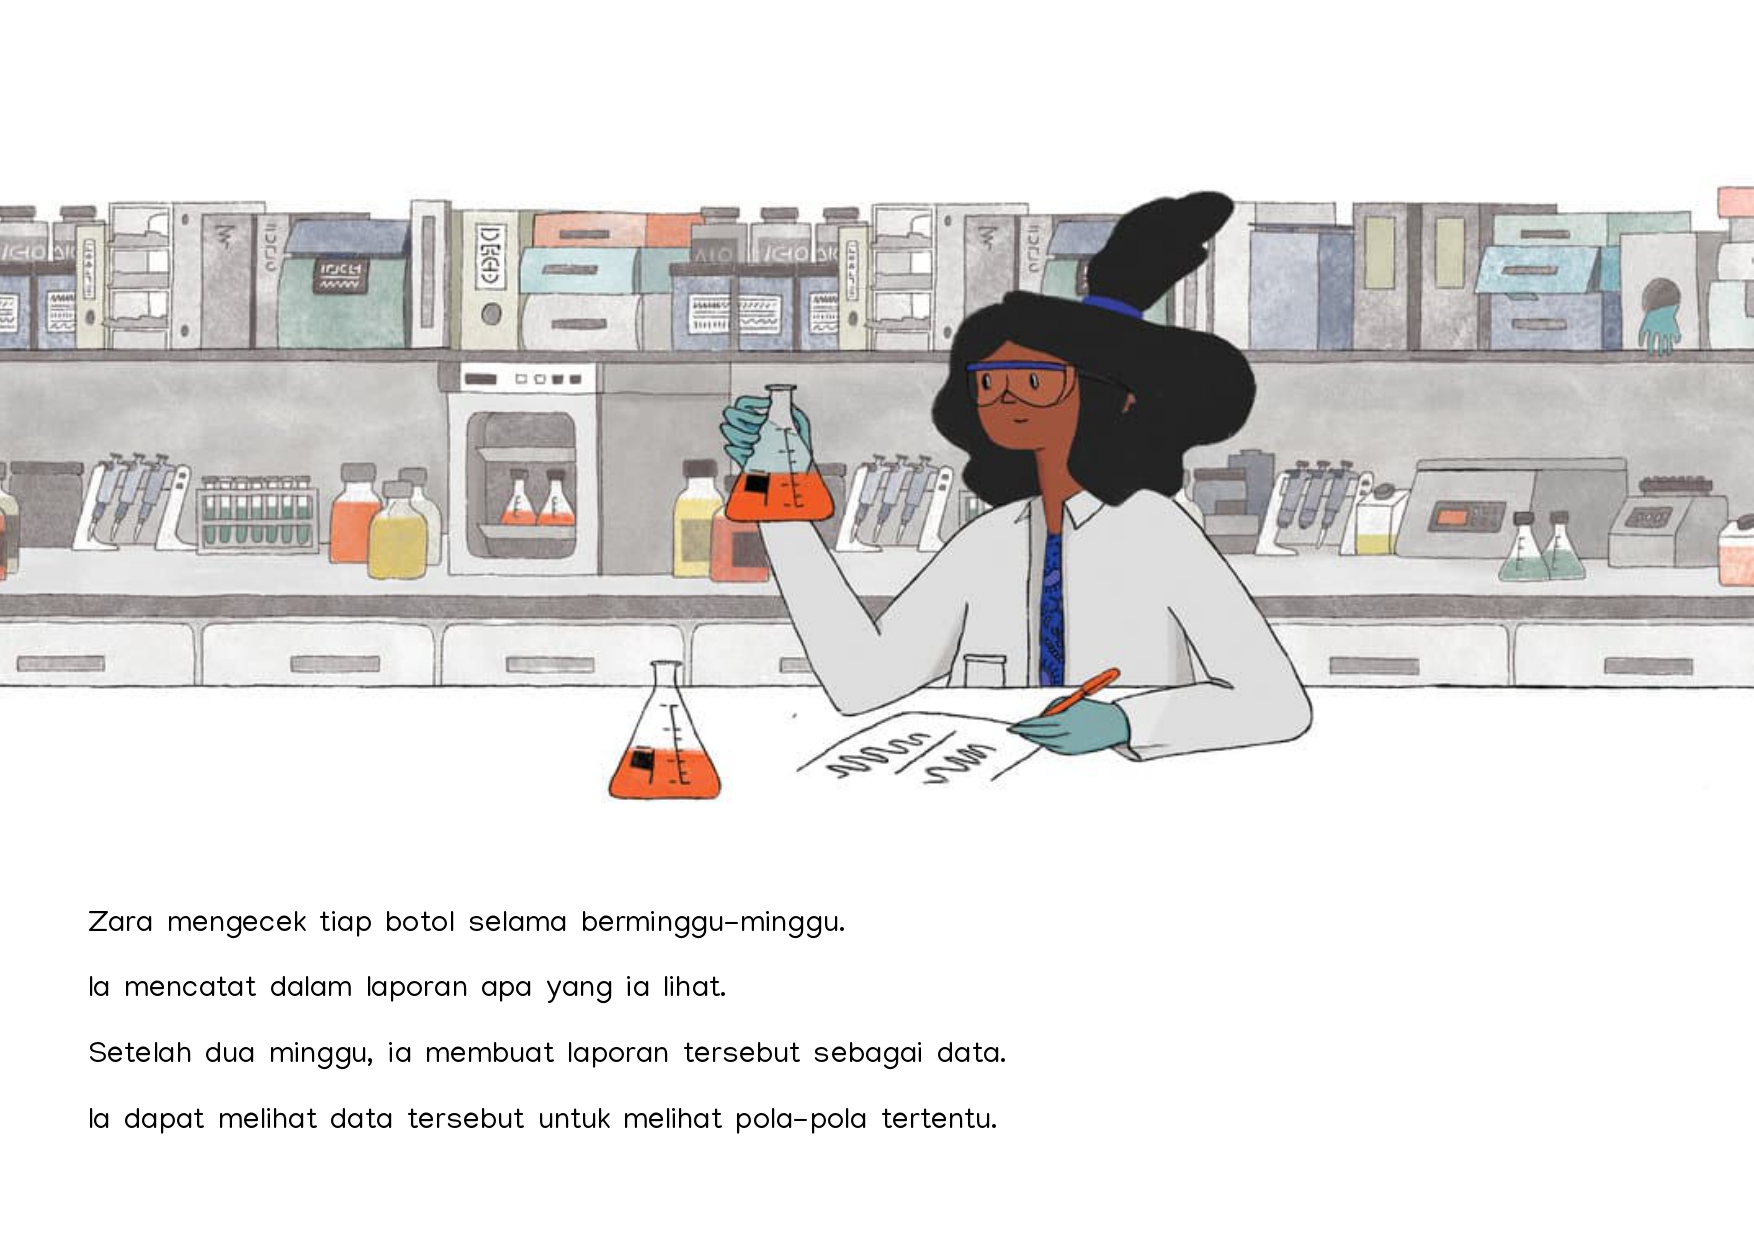 Zara mengecek tiap botol selama berminggu-minggu.
Ia mencatat dalam laporan apa yang ia lihat.
Setelah dua minggu, ia membuat laporan tersebut sebagai data.
Ia dapat melihat data tersebut untuk melihat pola-pola tertentu.